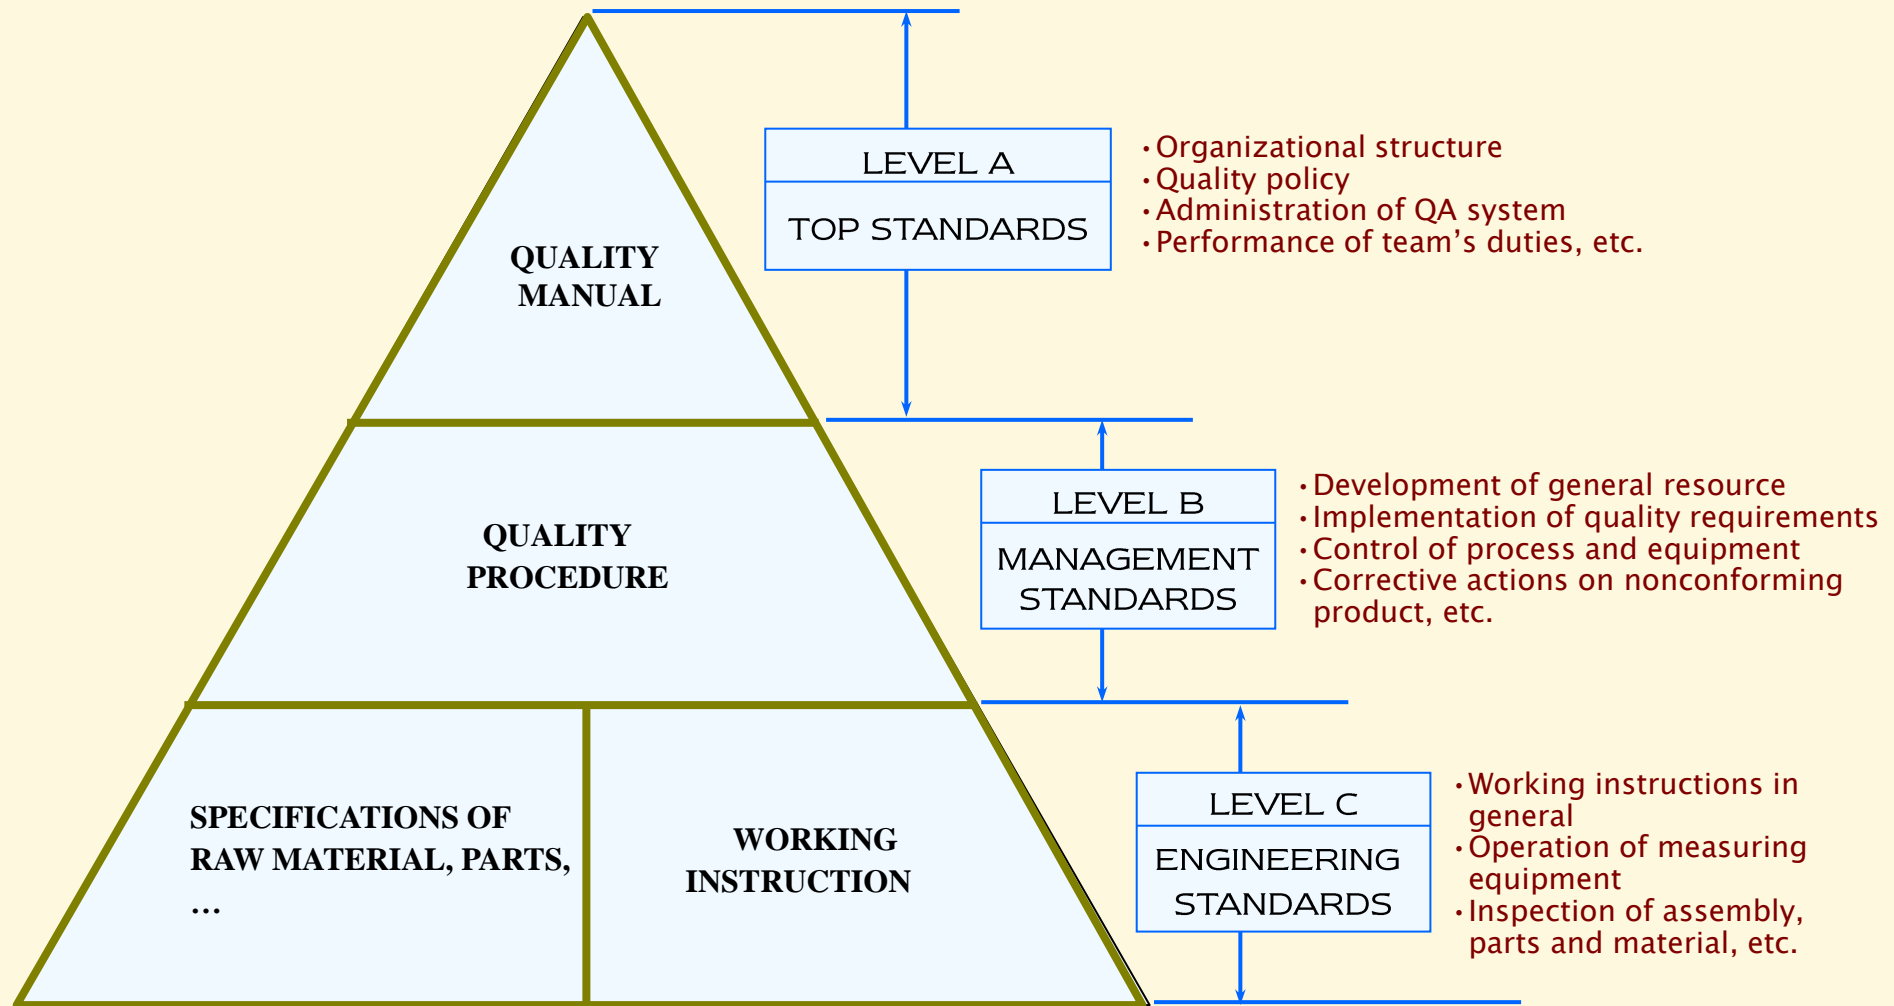 QUALITY
MANUAL
LEVEL A
TOP STANDARDS
•Organizational structure
•Quality policy
•Administration of QA system
•Performance of team’s duties, etc.
QUALITY
PROCEDURE
LEVEL B
MANAGEMENT
STANDARDS
•Development of general resource
•Implementation of quality requirements
•Control of process and equipment
•Corrective actions on nonconforming
product, etc.
SPECIFICATIONS OF
RAW MATERIAL, PARTS,
…
WORKING
INSTRUCTION
LEVEL C
ENGINEERING
STANDARDS
•Working instructions in
general
•Operation of measuring
equipment
•Inspection of assembly,
parts and material, etc.